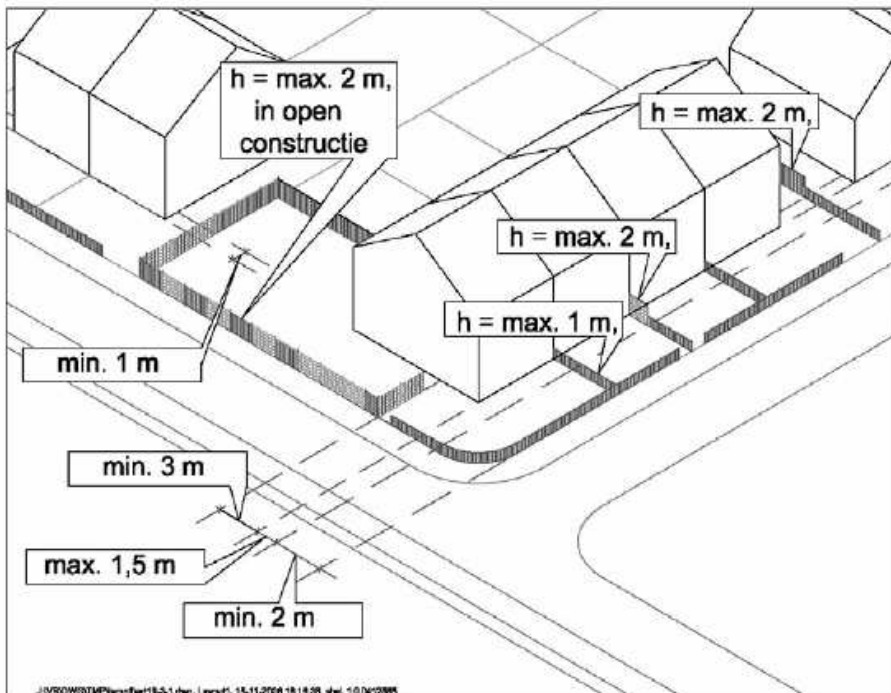 h = max. 2 m,
in open
constructie
h = max. 2 m,
h = max. 2 m,
h = max. 1 m,
min. 1 m
min. 3 m
max. 1,5 m
min. 2 m